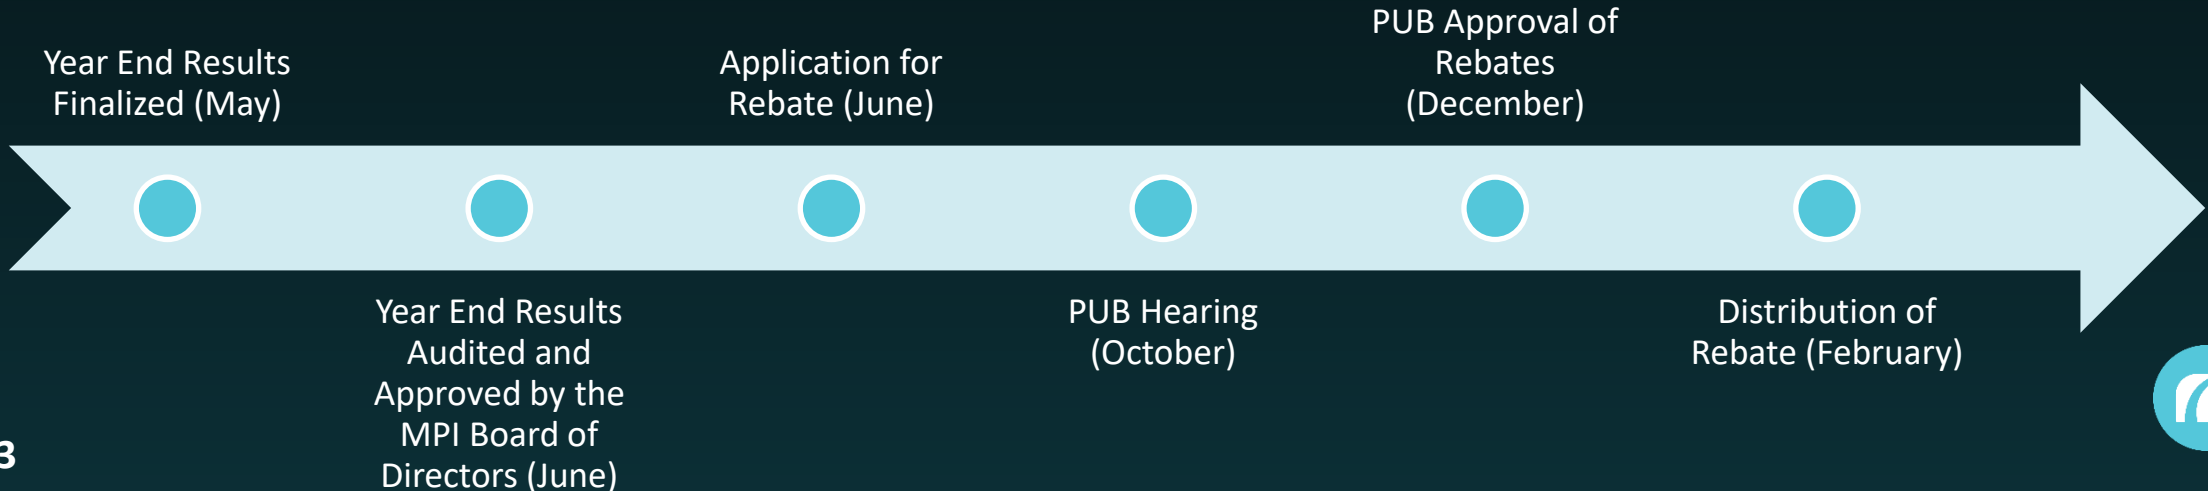 Year End Results
Finalized (May)
Year End Results
Audited and
Approved by the
MPI Board of
Directors (June)
Application for
Rebate (June)
PUB Hearing
(October)
PUB Approval of
Rebates
(December)
Distribution of
Rebate (February)
3